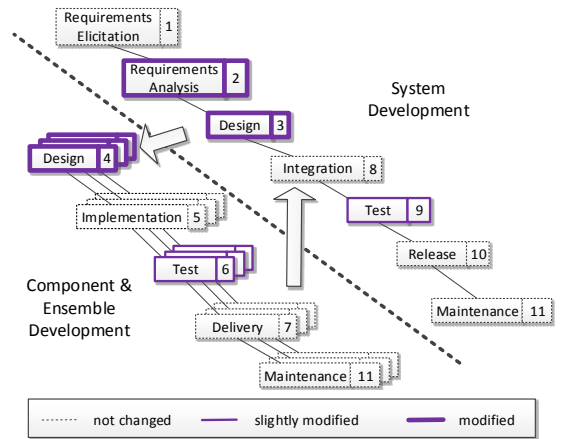 Requirements
Elicitation
1
Requirements
Analysis
2
System
Development
Design 3
Design 4
Integration 8
Implementation 5
Test 9
Test 6
Release 10
Component &
Ensemble
Development
Delivery 7
Maintenance 11
Maintenance 11
not changed slightly modified modified